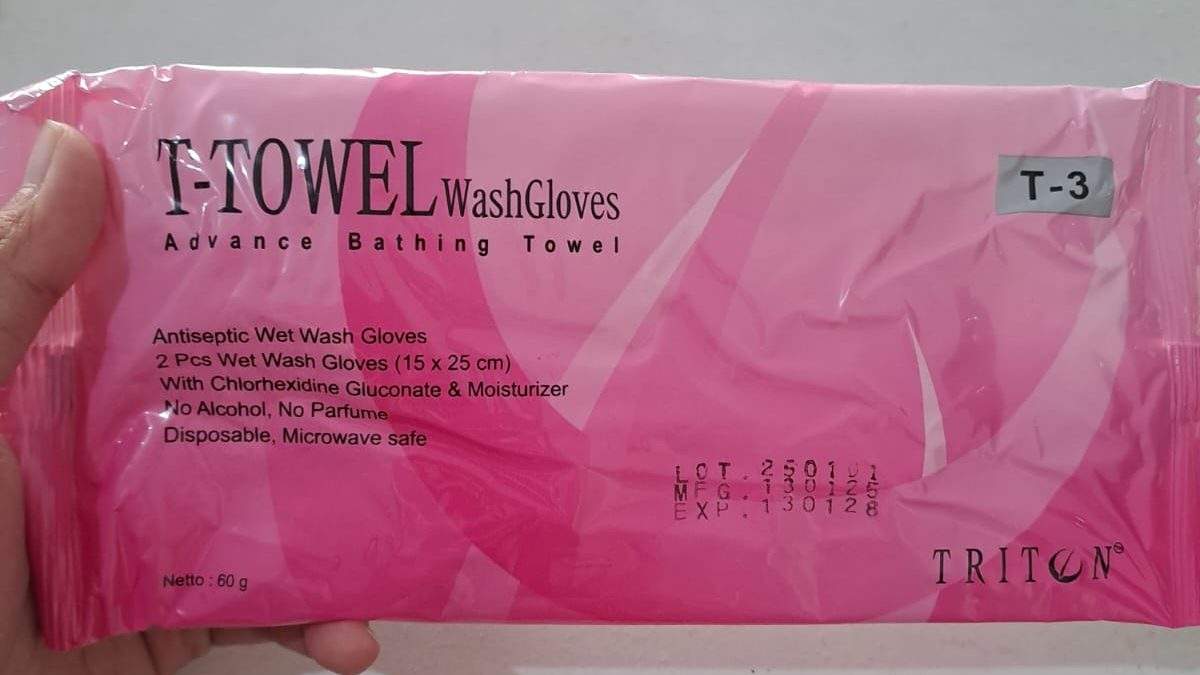 T-TOWEL WashGloves
Advance Bathing Towel
T-3
Antiseptic Wet Wash Gloves
2 Pcs Wet Wash Gloves (15 x 25 cm)
With Chlorhexidine Gluconate & Moisturizer
No Alcohol, No Parfume
Disposable, Microwave safe
LOT. 250101
MFG. 130125
EXP. 130128
Netto : 60 g
TRITON